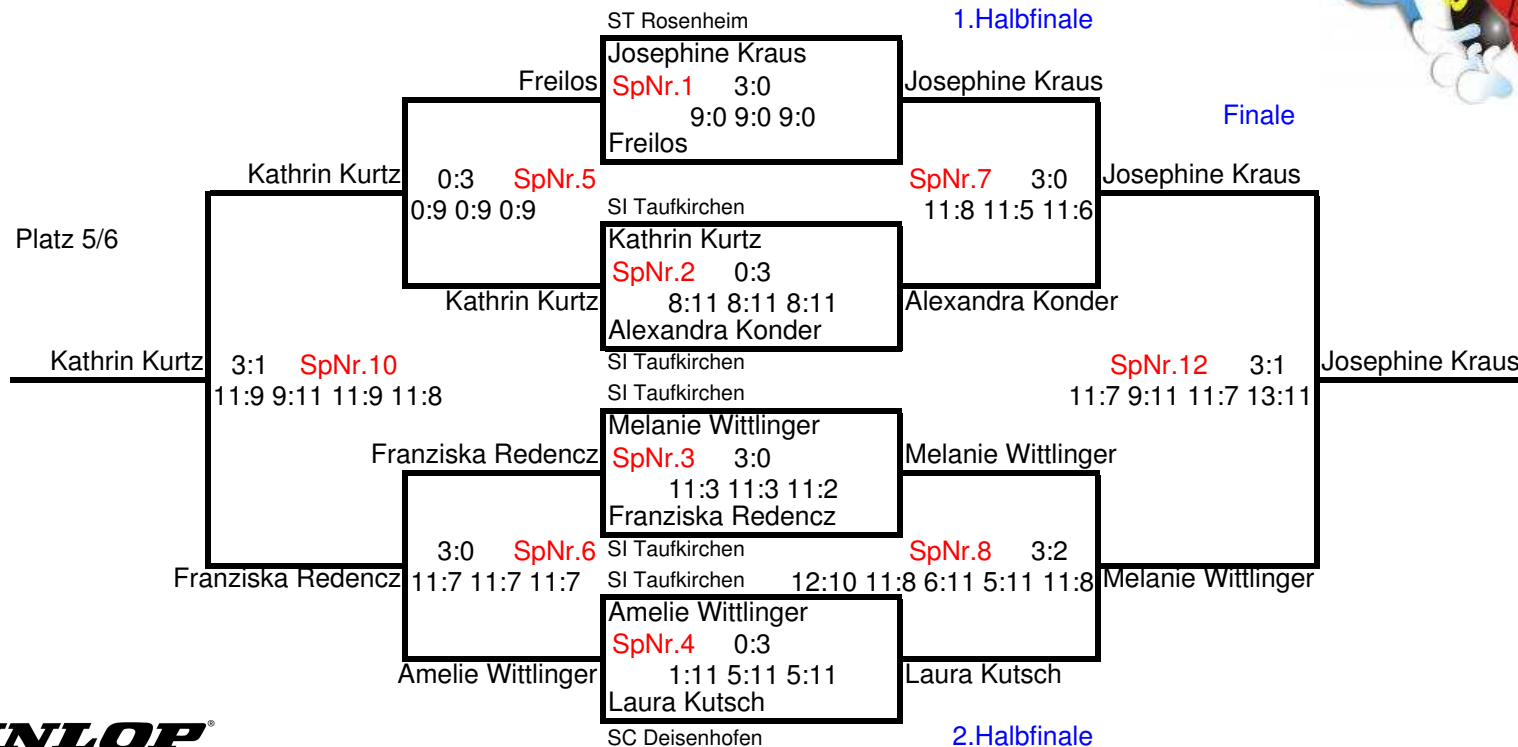 ST Rosenheim 1.Halbfinale
Josephine Kraus
Freilos SpNr.1 3:0 Josephine Kraus
9:0 9:0 9:0 Finale
Freilos
Kathrin Kurtz 0:3 SpNr.5 SpNr.7 3:0 Josephine Kraus
0:9 0:9 0:9 SI Taufkirchen 11:8 11:5 11:6
Platz 5/6 Kathrin Kurtz
SpNr.2 0:3
Kathrin Kurtz 8:11 8:11 8:11 Alexandra Konder
Alexandra Konder
Kathrin Kurtz 3:1 SpNr.10 SI Taufkirchen SpNr.12 3:1 Josephine Kraus
11:9 9:11 11:9 11:8 SI Taufkirchen 11:7 9:11 11:7 13:11
Melanie Wittlinger
Franziska Redencz SpNr.3 3:0 Melanie Wittlinger
11:3 11:3 11:2
Franziska Redencz
3:0 SpNr.6 SI Taufkirchen SpNr.8 3:2
Franziska Redencz 11:7 11:7 11:7 SI Taufkirchen 12:10 11:8 6:11 5:11 11:8 Melanie Wittlinger
Amelie Wittlinger
SpNr.4 0:3
Amelie Wittlinger 1:11 5:11 5:11 Laura Kutsch
Laura Kutsch
SC Deisenhofen 2.Halbfinale